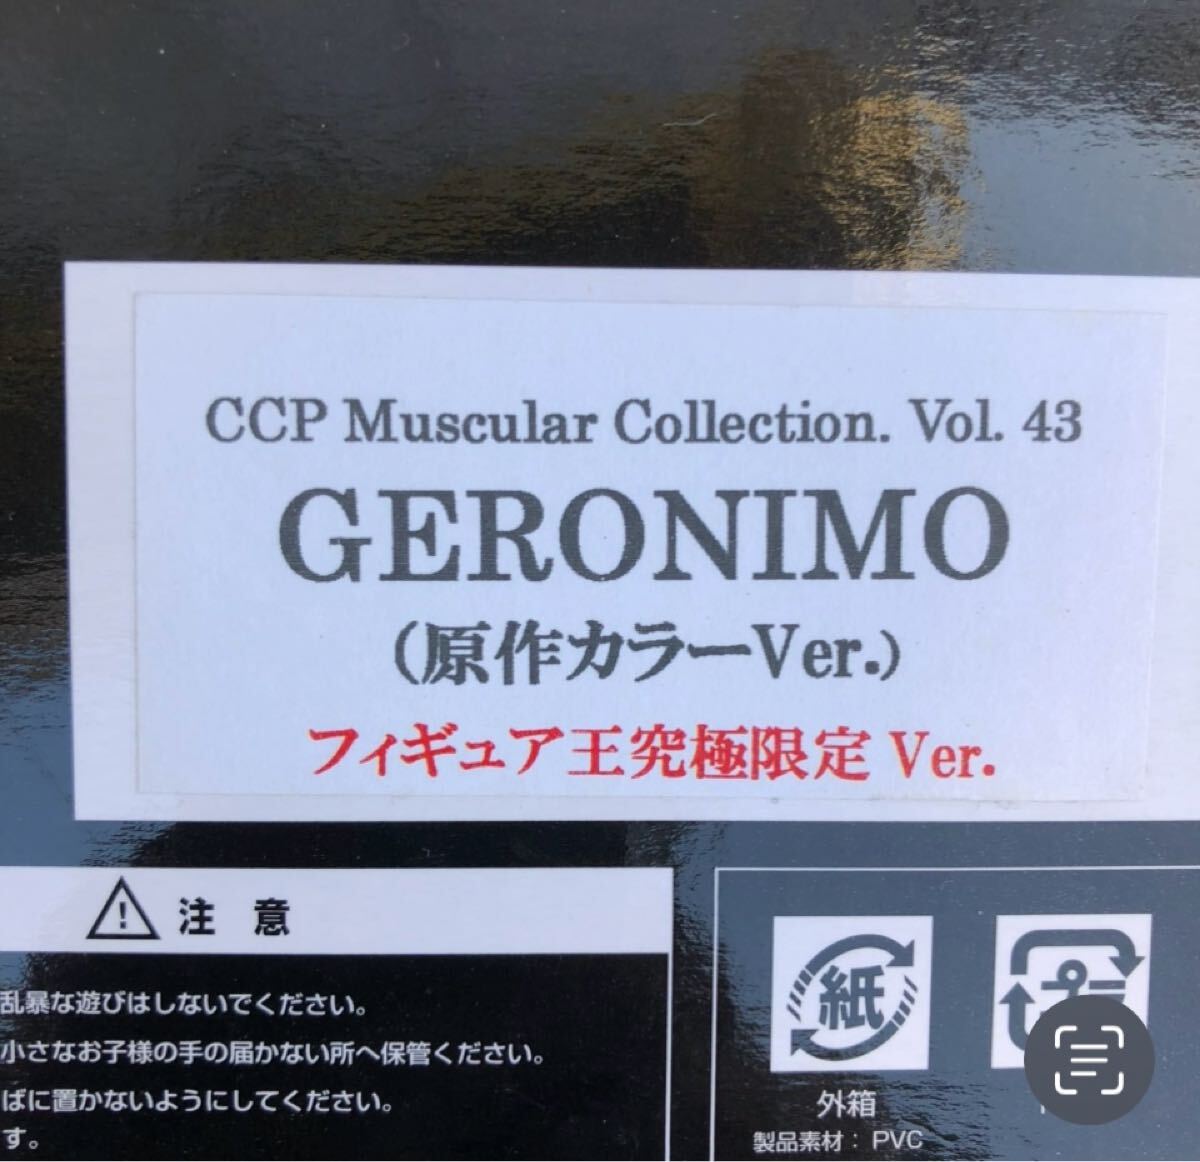 CCP Muscular Collection. Vol. 43
GERONIMO
(原作カラーVer.)
フィギュア王究極限定 Ver.
注 意
乱暴な遊びはしないでください。
小さなお子様の手の届かない所へ保管ください。
ばに置かないようにしてください。
す。
紙
プラ
外箱
製品素材： PVC